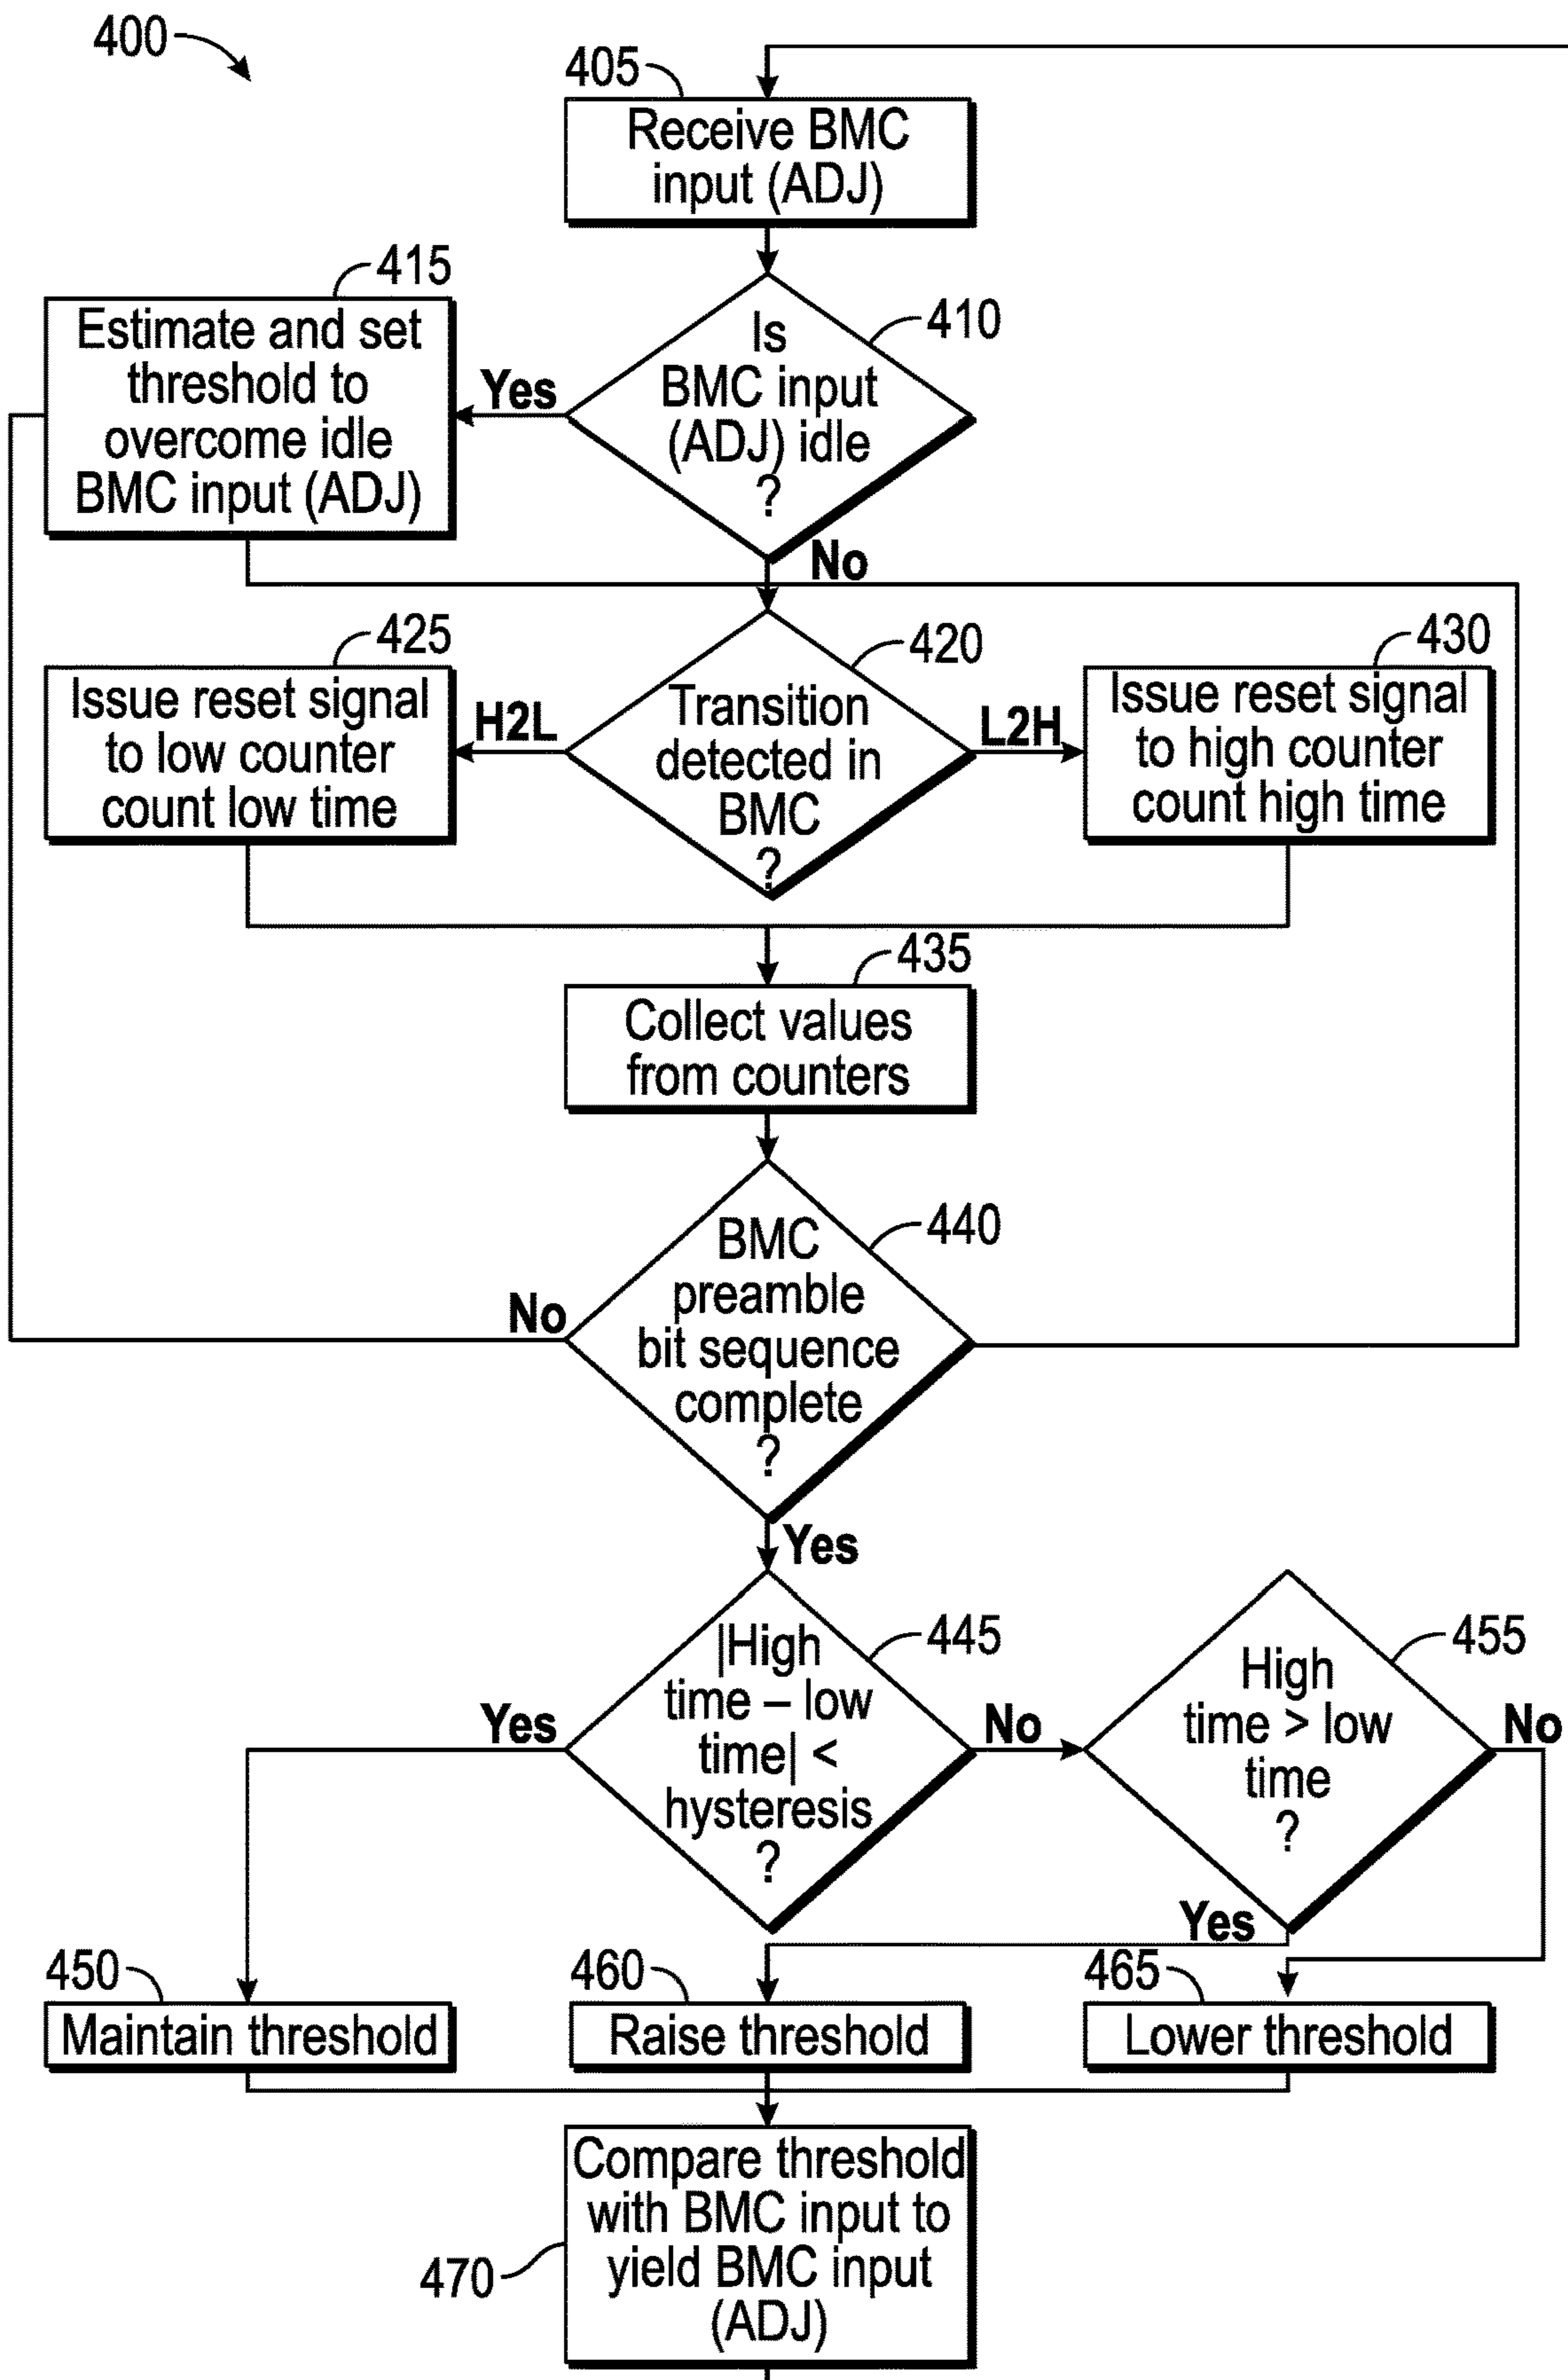 400
405
Receive BMC
input (ADJ)
415
Estimate and set
threshold to
overcome idle
BMC input (ADJ)
Yes
410
Is
BMC input
(ADJ) idle
?
No
425
Issue reset signal
to low counter
count low time
H2L
420
Transition
detected in
BMC
?
L2H
430
Issue reset signal
to high counter
count high time
435
Collect values
from counters
440
BMC
preamble
bit sequence
complete
?
No
Yes
445
|High
time – low
time| <
hysteresis
?
Yes
No
455
High
time > low
time
?
No
Yes
450
Maintain threshold
460
Raise threshold
465
Lower threshold
470
Compare threshold
with BMC input to
yield BMC input
(ADJ)